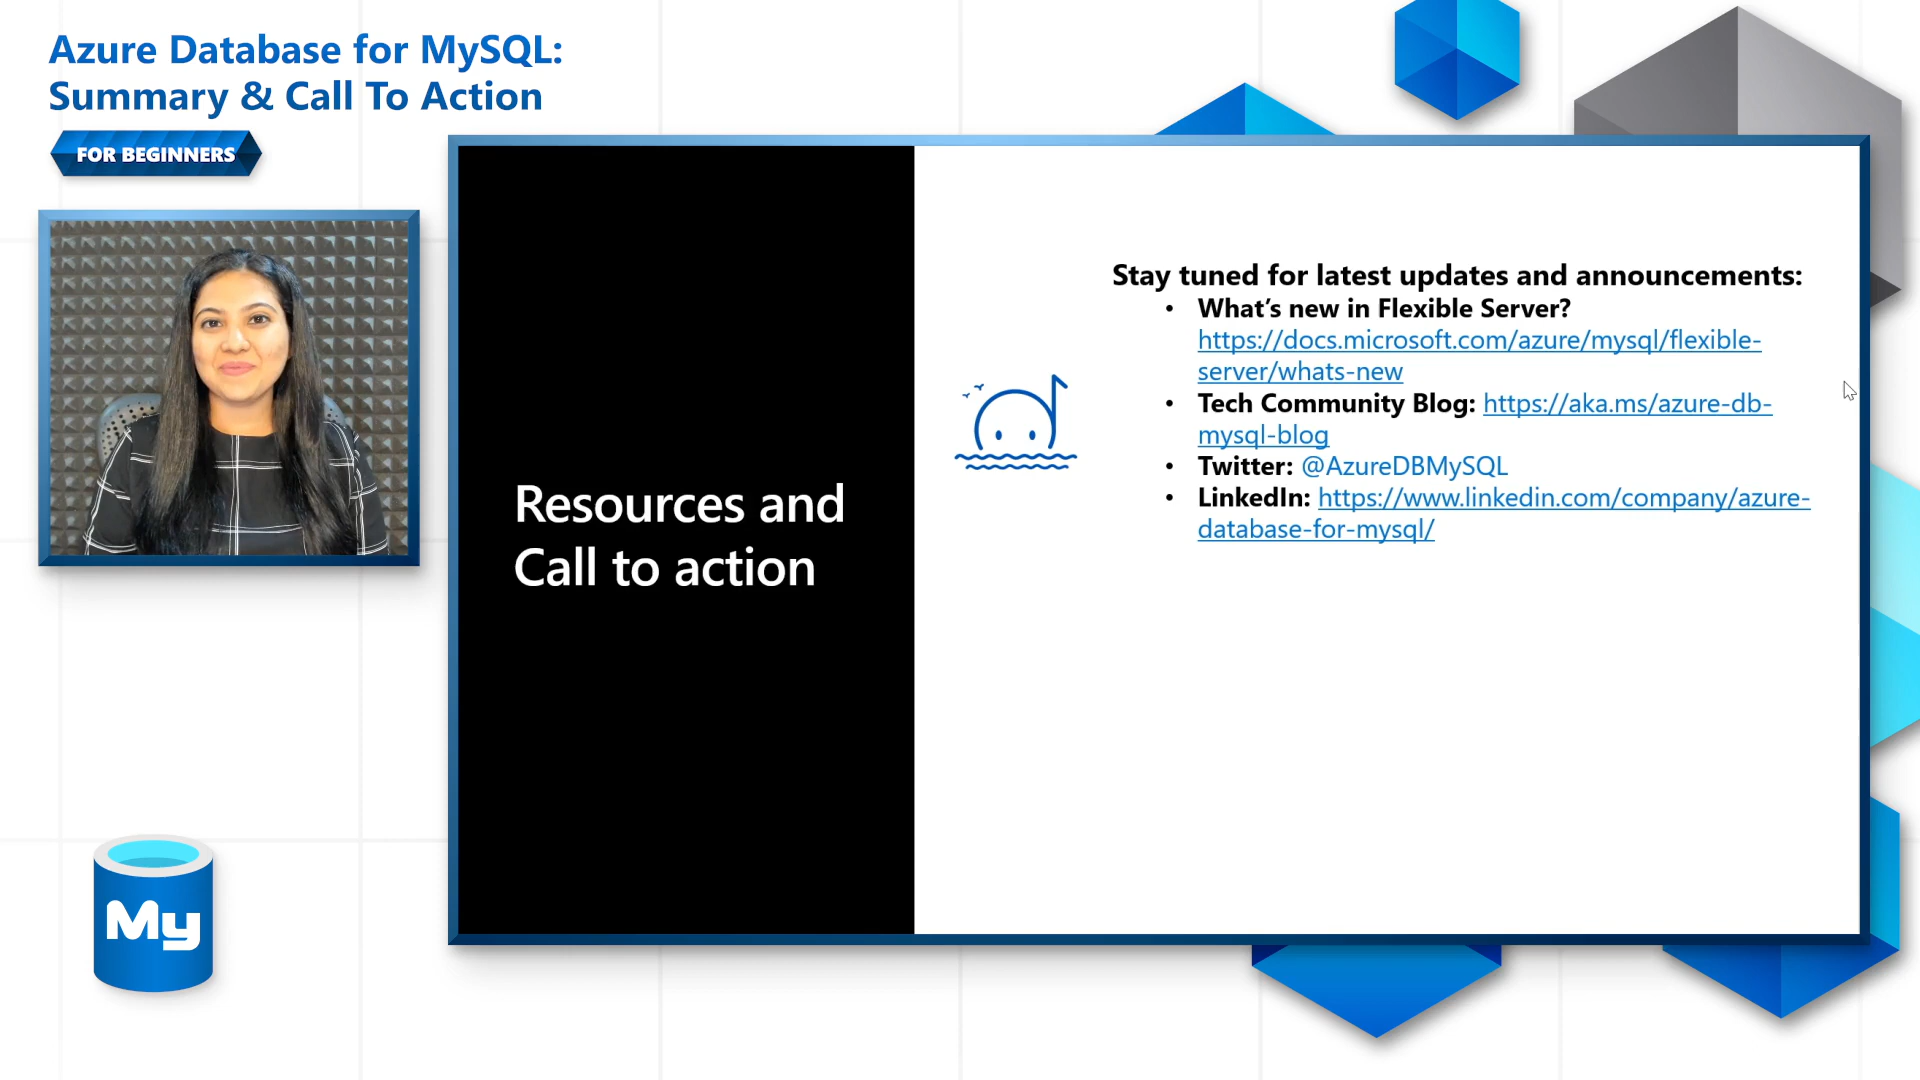 Azure Database for MySQL:
Summary & Call To Action
FOR BEGINNERS
Resources and
Call to action
Stay tuned for latest updates and announcements:
• What’s new in Flexible Server?
https://docs.microsoft.com/azure/mysql/flexible-
server/whats-new
• Tech Community Blog: https://aka.ms/azure-db-
mysql-blog
• Twitter: @AzureDBMySQL
• LinkedIn: https://www.linkedin.com/company/azure-
database-for-mysql/
My